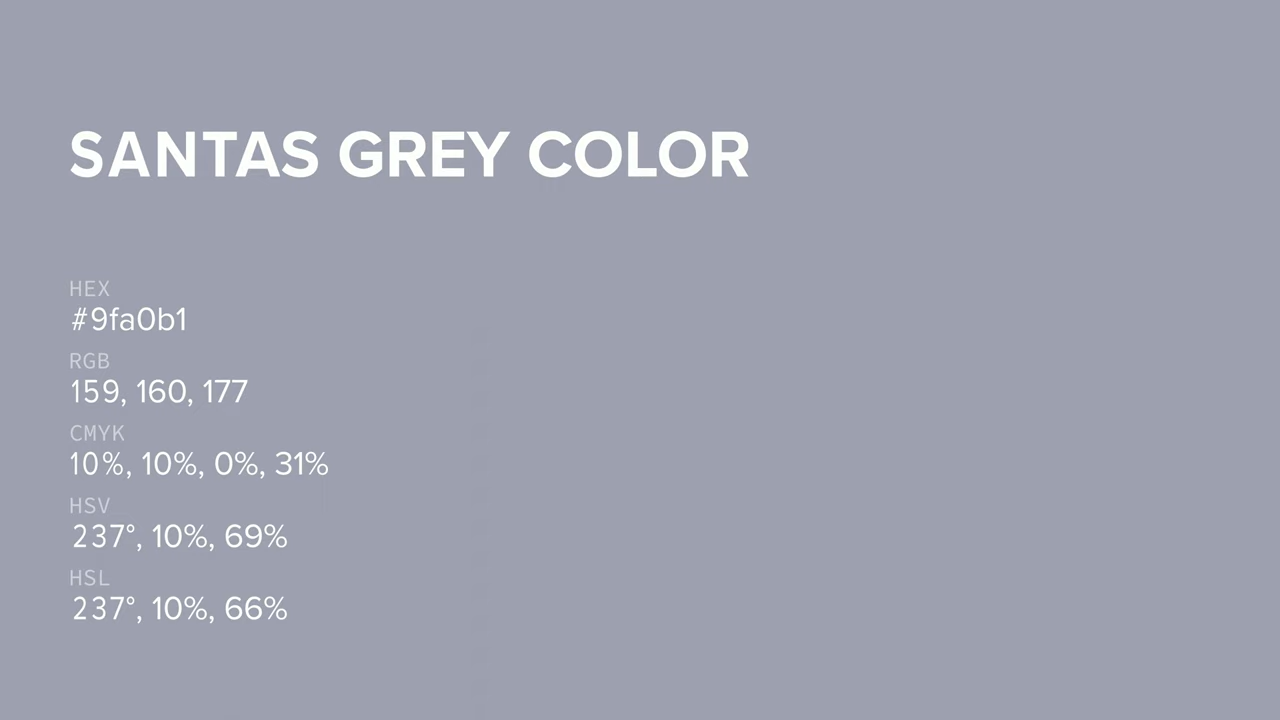 SANTAS GREY COLOR
HEX
#9fa0b1
RGB
159, 160, 177
CMYK
10%, 10%, 0%, 31%
HSV
237°, 10%, 69%
HSL
237°, 10%, 66%